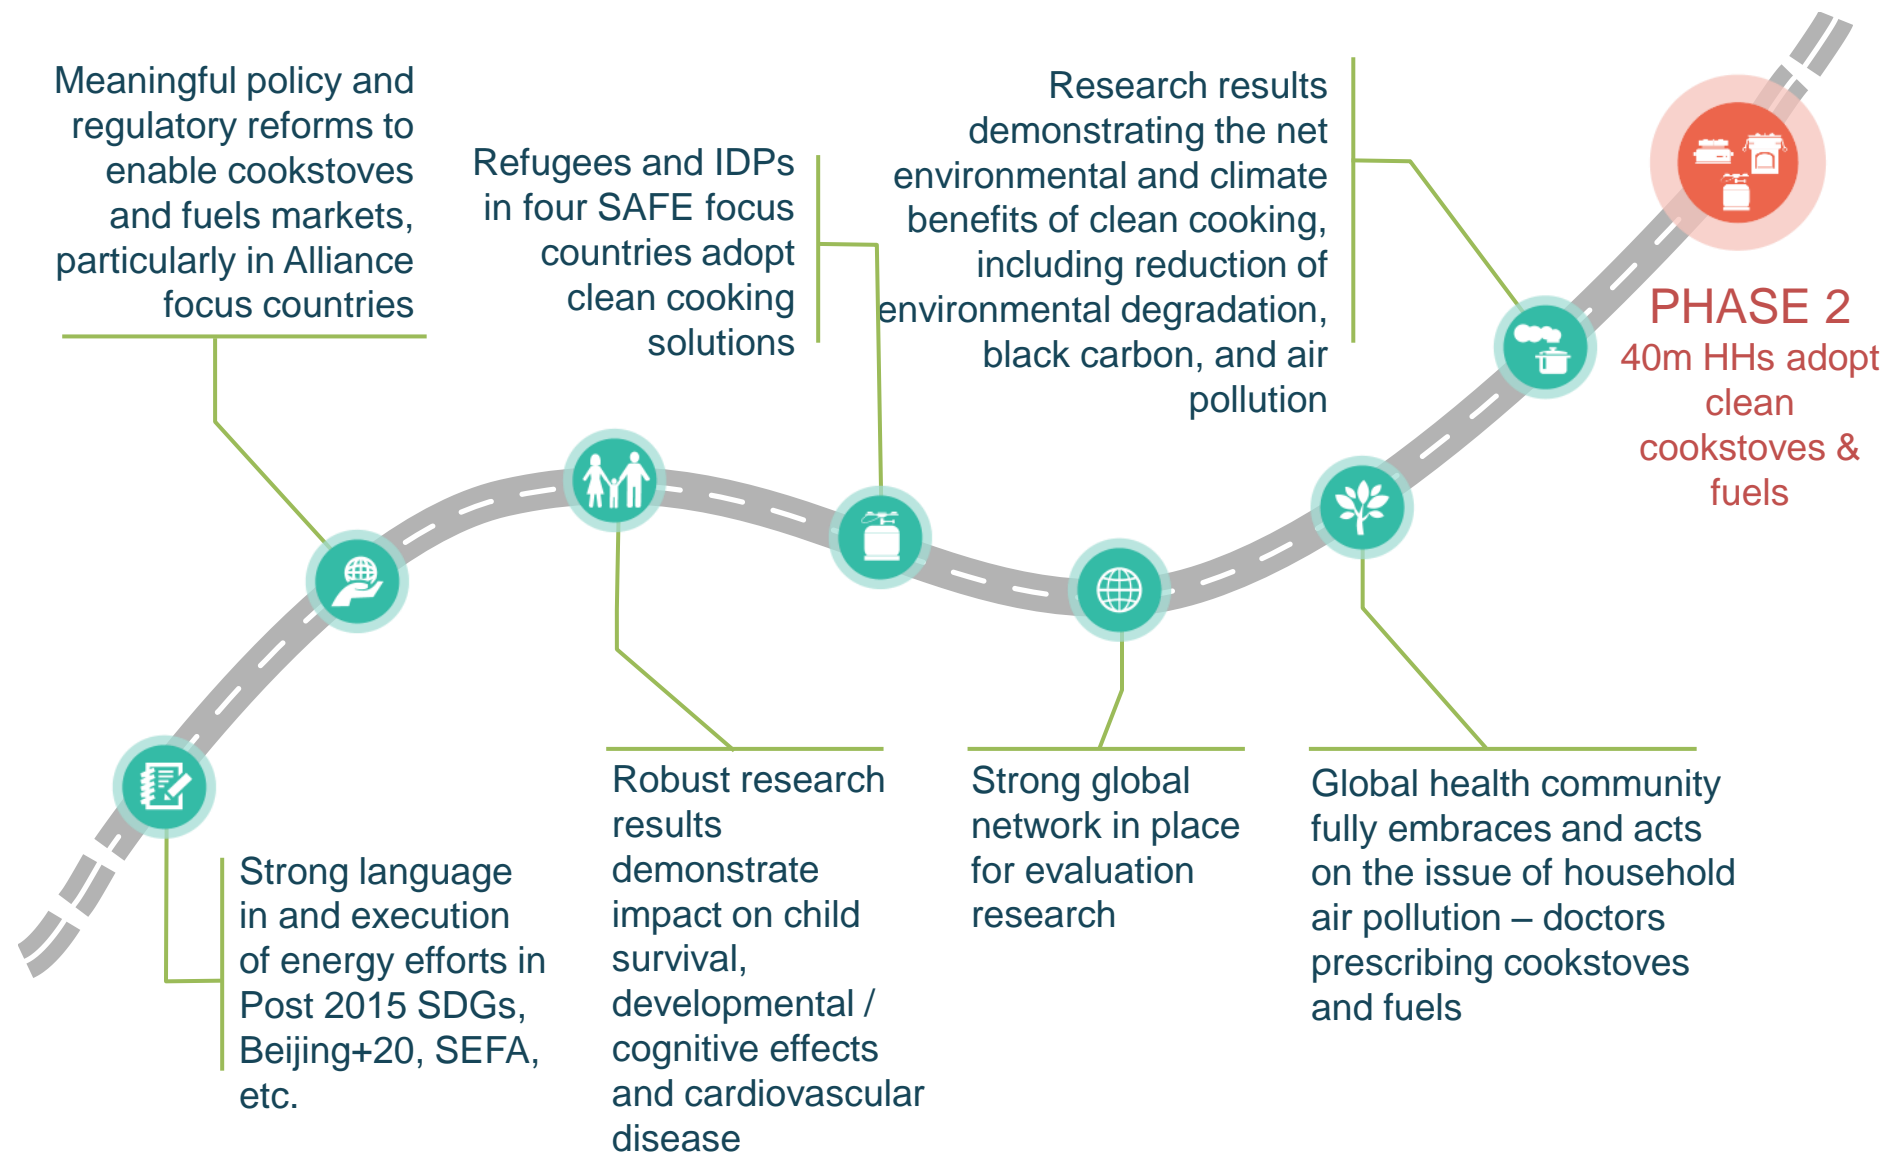 Meaningful policy and
regulatory reforms to
enable cookstoves
and fuels markets,
particularly in Alliance
focus countries
Refugees and IDPs
in four SAFE focus
countries adopt
clean cooking
solutions
Research results
demonstrating the net
environmental and climate
benefits of clean cooking,
including reduction of
environmental degradation,
black carbon, and air
pollution
PHASE 2
40m HHs adopt
clean
cookstoves &
fuels
Strong language
in and execution
of energy efforts in
Post 2015 SDGs,
Beijing+20, SEFA,
etc.
Robust research
results
demonstrate
impact on child
survival,
developmental /
cognitive effects
and cardiovascular
disease
Strong global
network in place
for evaluation
research
Global health community
fully embraces and acts
on the issue of household
air pollution – doctors
prescribing cookstoves
and fuels